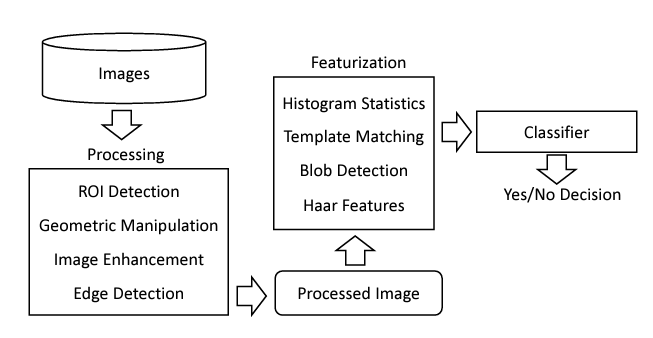 Images
Processing
ROI Detection
Geometric Manipulation
Image Enhancement
Edge Detection
Processed Image
Featurization
Histogram Statistics
Template Matching
Blob Detection
Haar Features
Classifier
Yes/No Decision